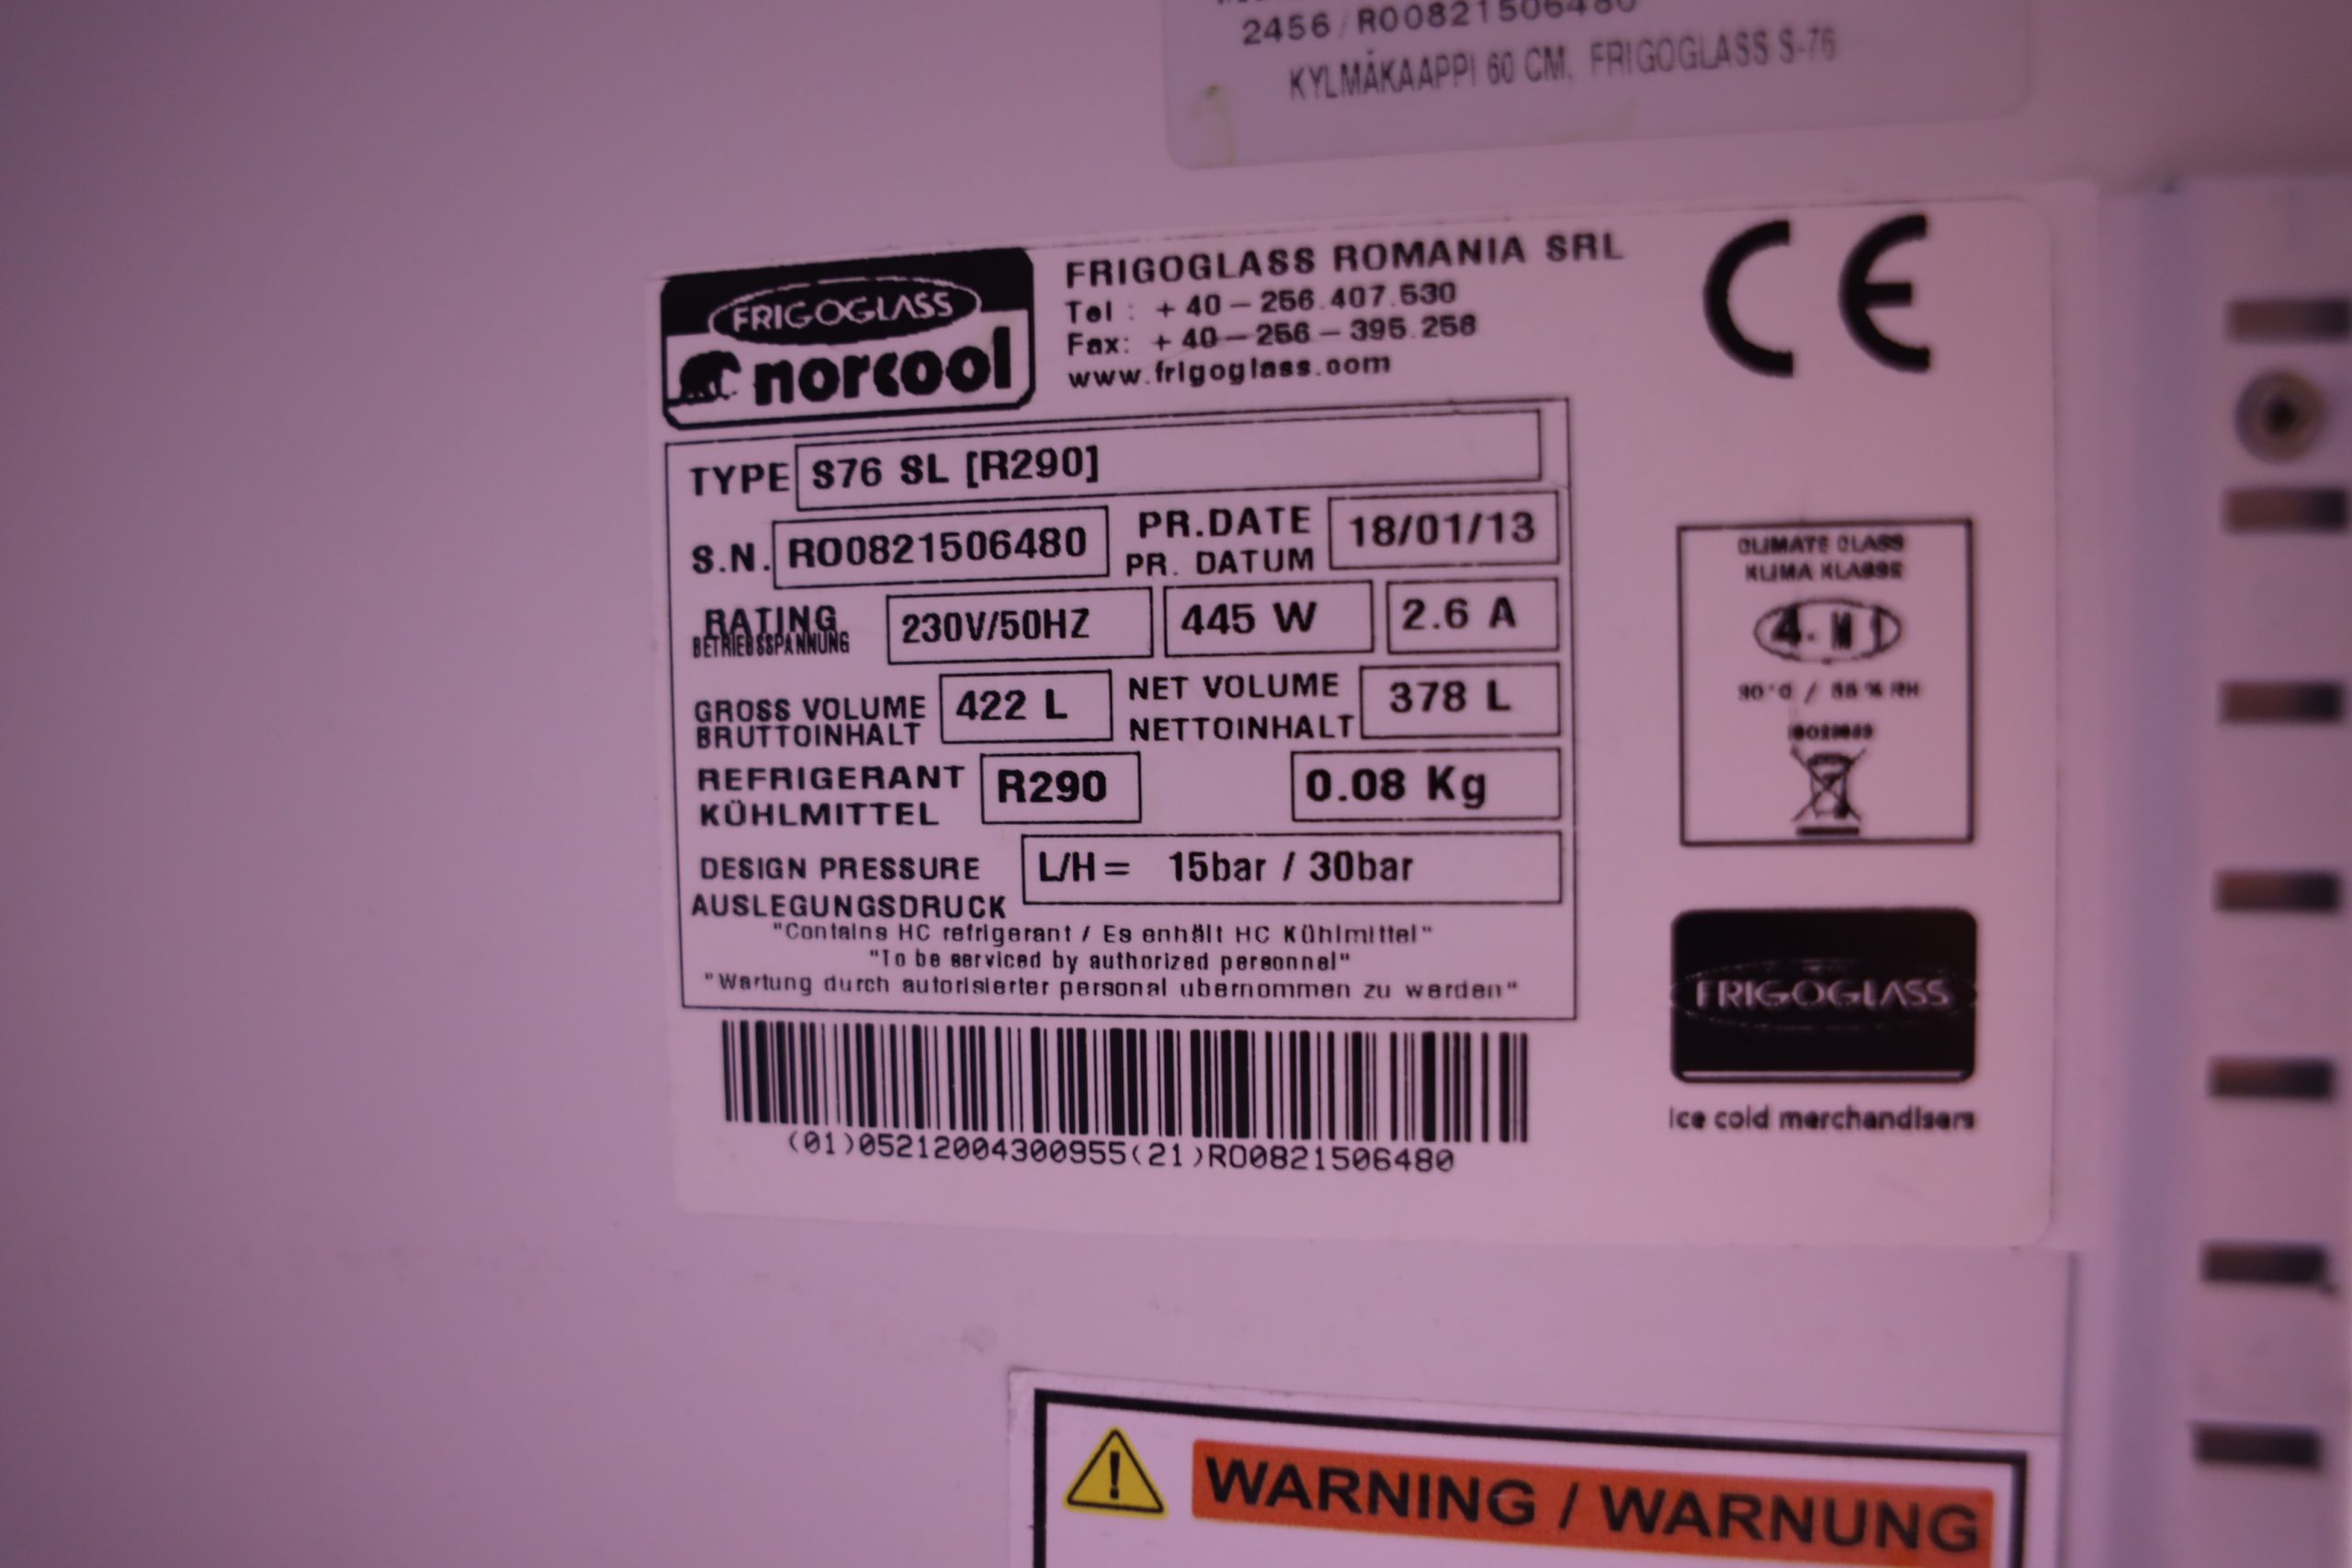 2456/RO0821506480
KYLMÄKAAPPI 60 CM, FRIGOGLASS S-76
FRIGOGLASS
norcool
FRIGOGLASS ROMANIA SRL
Tel : +40-256.407.530
Fax: +40-256-395.258
www.frigoglass.com
CE
TYPE S76 SL [R290]
S.N. RO0821506480 PR.DATE 18/01/13
PR. DATUM
RATING 230V/50HZ 445 W 2.6 A
BETRIEBSSPANNUNG
GROSS VOLUME 422 L NET VOLUME 378 L
BRUTTOINHALT NETTOINHALT
REFRIGERANT R290 0.08 Kg
KÜHLMITTEL
DESIGN PRESSURE L/H= 15bar / 30bar
AUSLEGUNGSDRUCK
"Contains HC refrigerant / Es enhält HC Kühlmittel"
"To be serviced by authorized personnel"
"Wartung durch autorisierter personal ubernommen zu werden"
(01)05212004300955(21)RO0821506480
CLIMATE CLASS
KLIMA KLASSE
FRIGOGLASS
Ice cold merchandisers
WARNING / WARNUNG